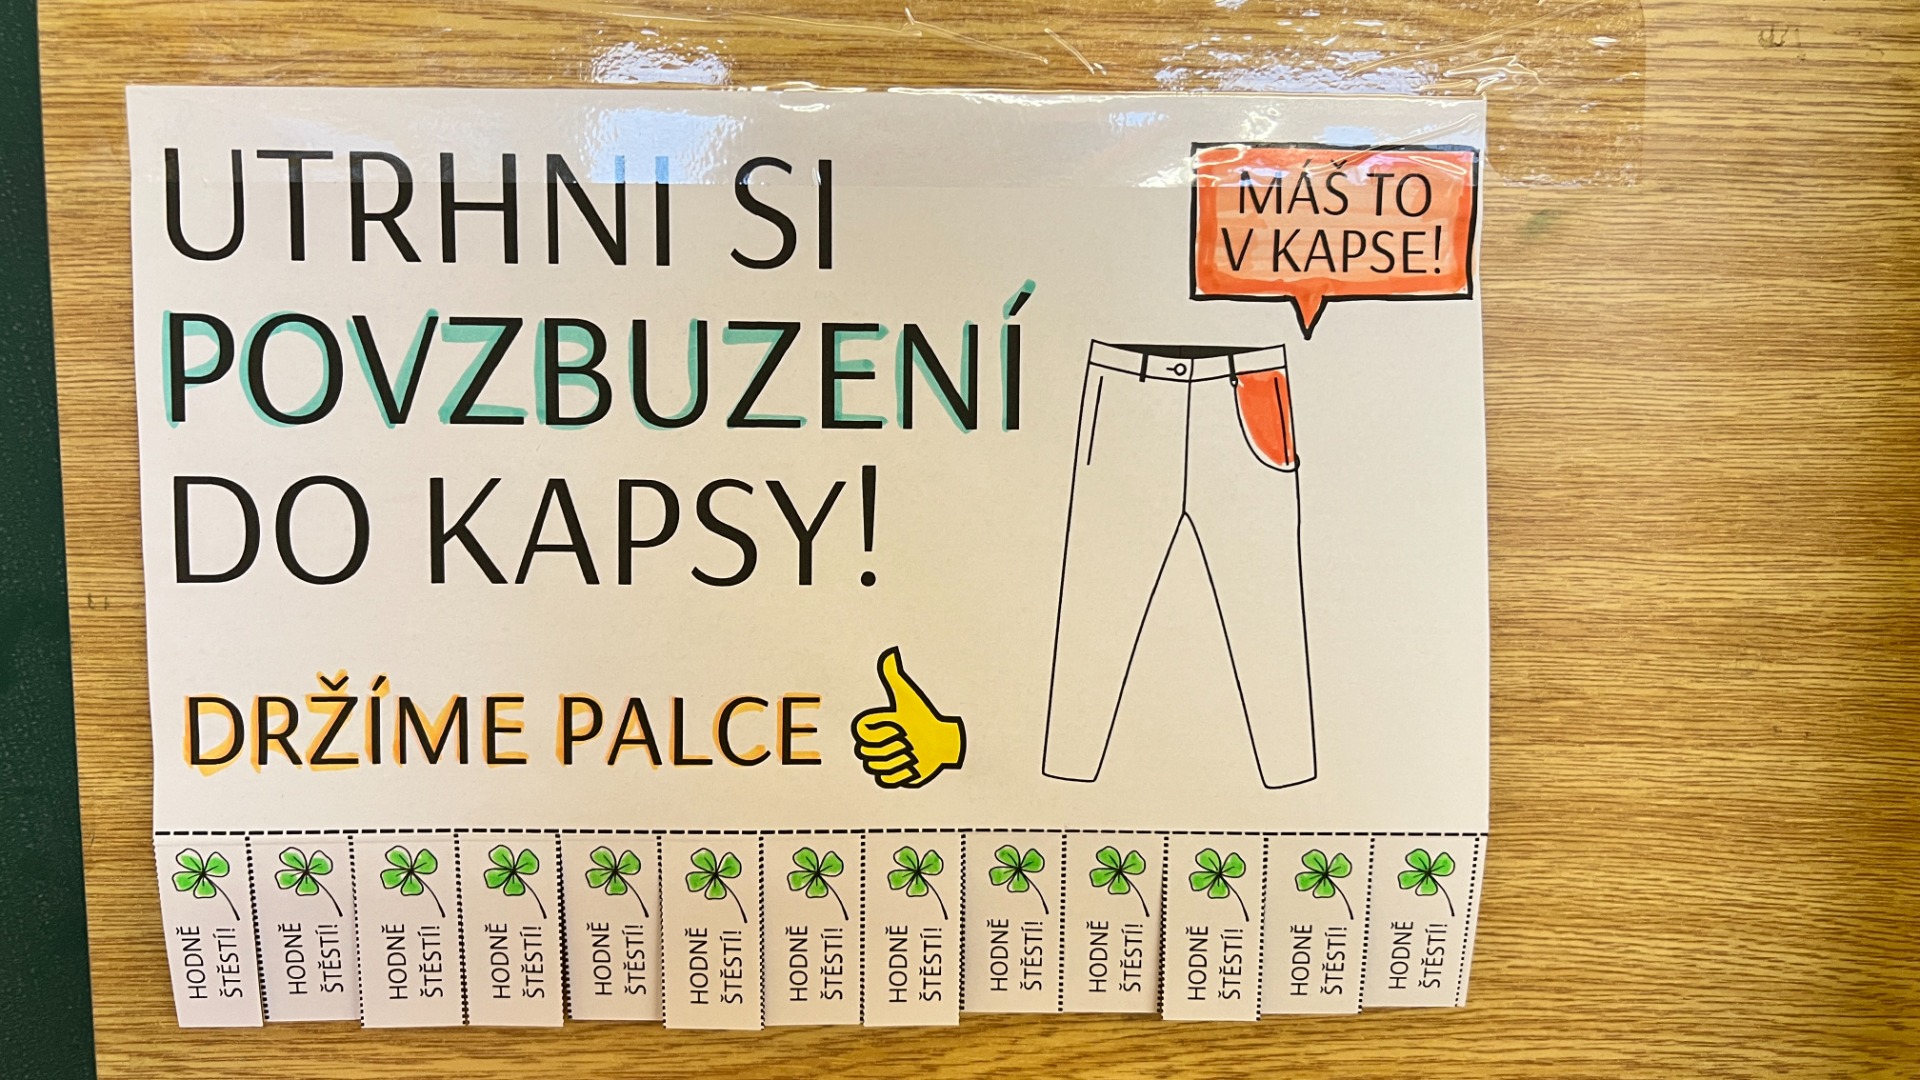 UTRHNI SI
POVZBUZENÍ
DO KAPSY!
MÁŠ TO
V KAPSE!
DRŽÍME PALCE
HODNĚ
ŠTĚSTÍ!
HODNĚ
ŠTĚSTÍ!
HODNĚ
ŠTĚSTÍ!
HODNĚ
ŠTĚSTÍ!
HODNĚ
ŠTĚSTÍ!
HODNĚ
ŠTĚSTÍ!
HODNĚ
ŠTĚSTÍ!
HODNĚ
ŠTĚSTÍ!
HODNĚ
ŠTĚSTÍ!
HODNĚ
ŠTĚSTÍ!
HODNĚ
ŠTĚSTÍ!
HODNĚ
ŠTĚSTÍ!
HODNĚ
ŠTĚSTÍ!